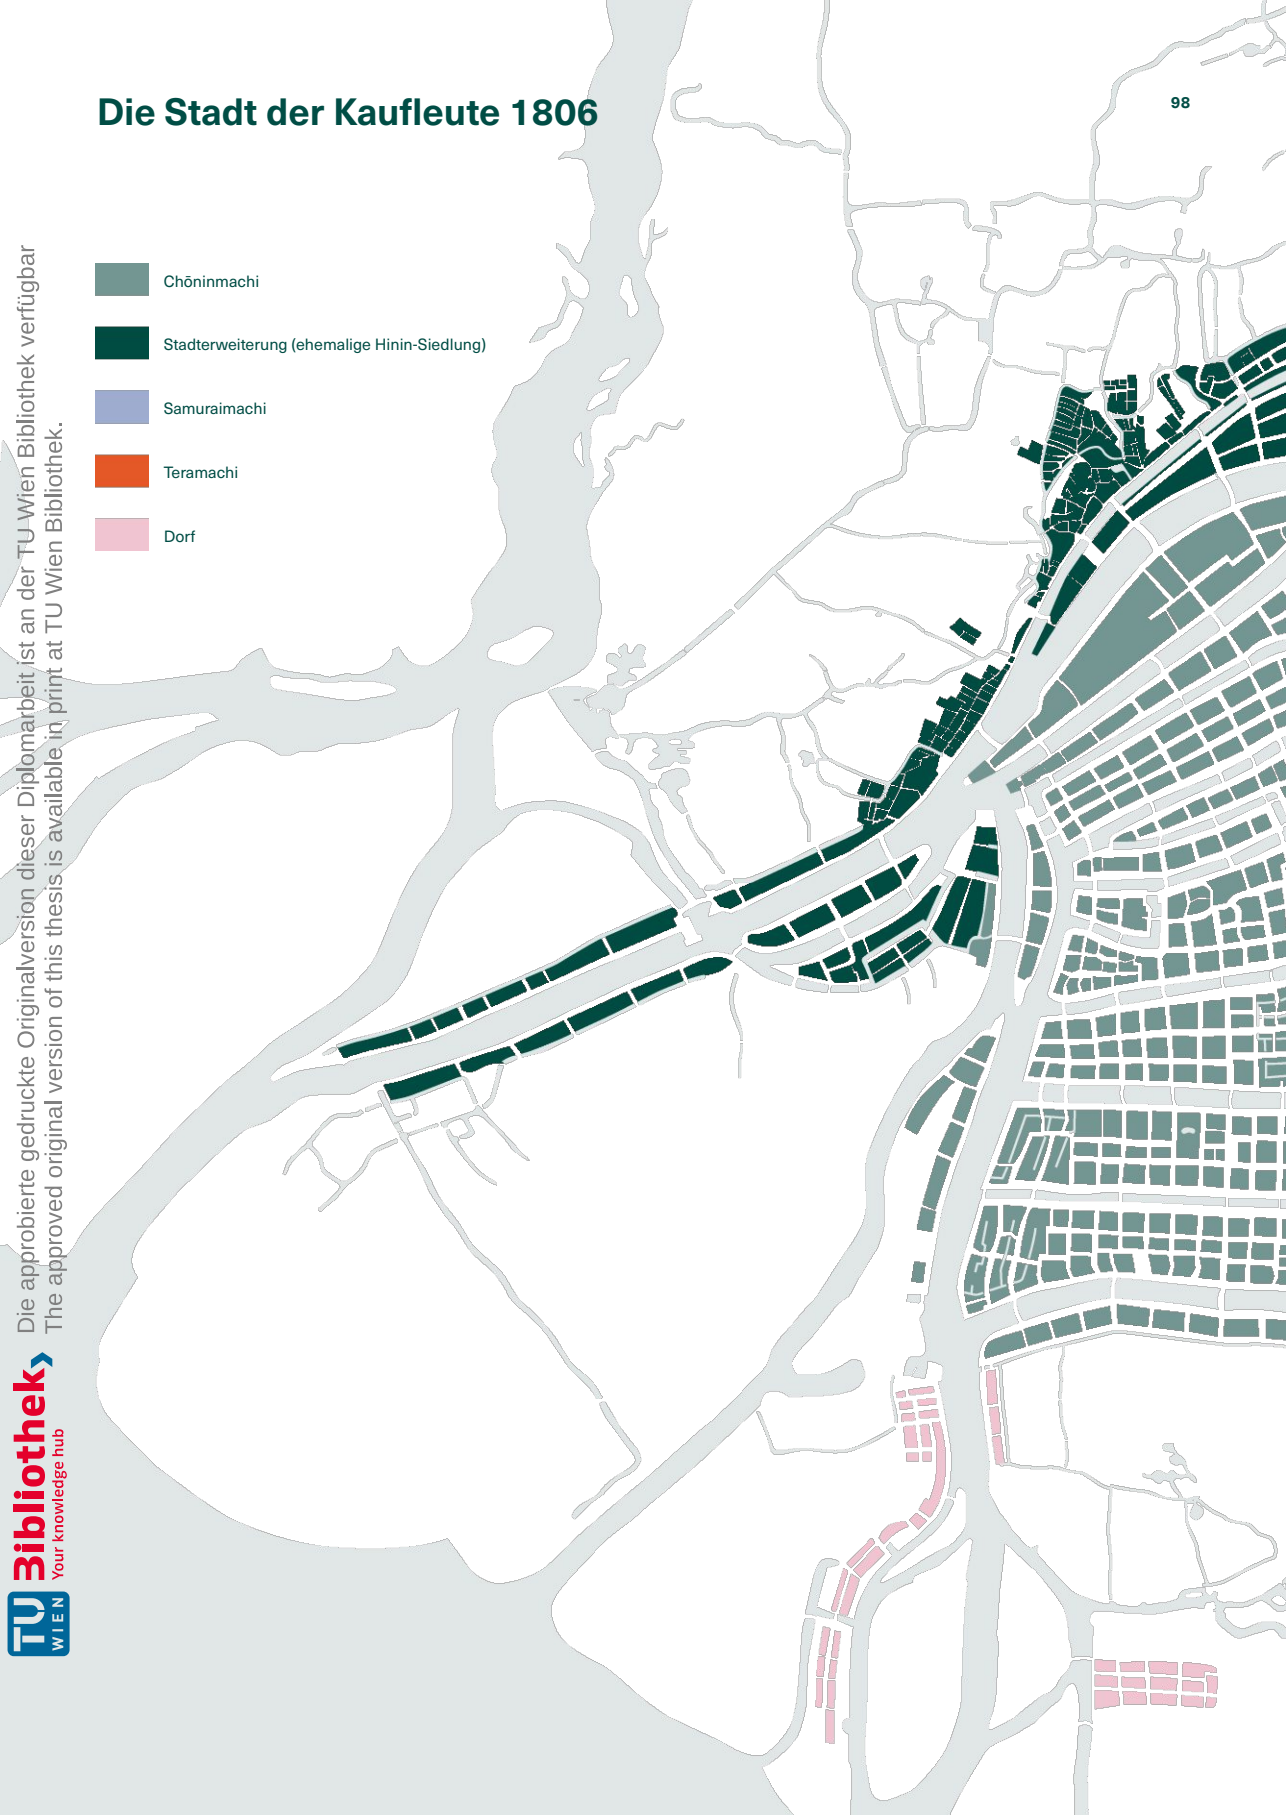 Die Stadt der Kaufleute 1806
98
Chōninmachi
Stadterweiterung (ehemalige Hinin-Siedlung)
Samuraimachi
Teramachi
Dorf
Die approbierte gedruckte Originalversion dieser Diplomarbeit ist an der TU Wien Bibliothek verfügbar
The approved original version of this thesis is available in print at TU Wien Bibliothek.
TU
WIEN
Bibliothek
Your knowledge hub